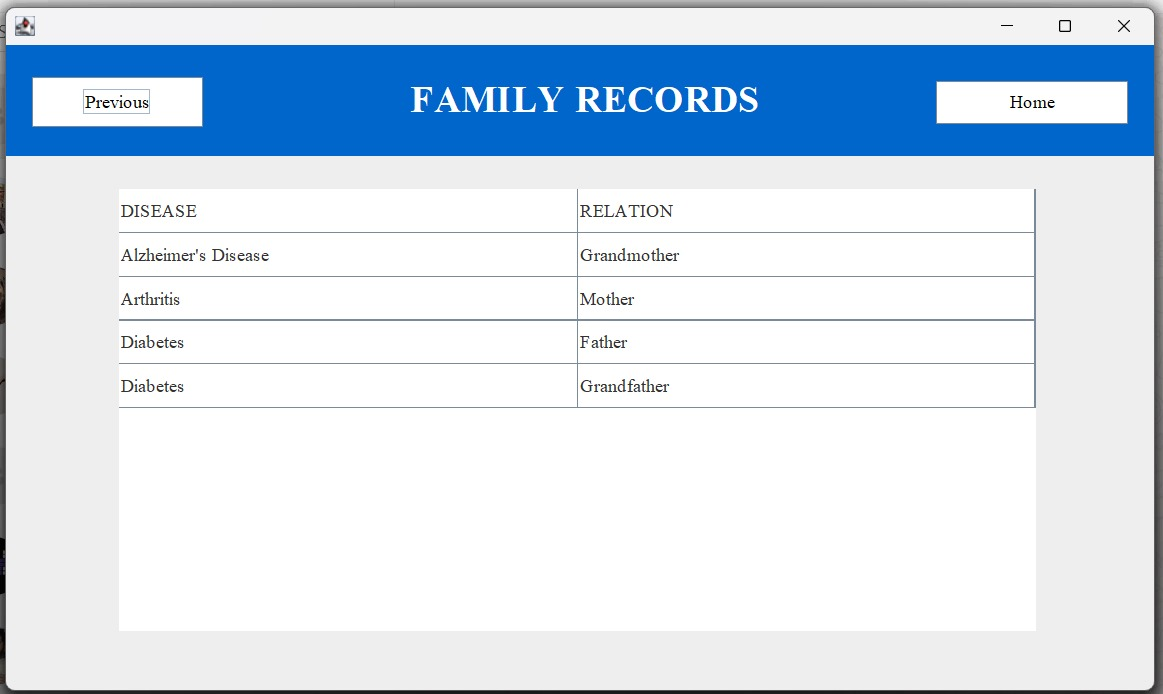 Previous
FAMILY RECORDS
Home
DISEASE RELATION
Alzheimer's Disease Grandmother
Arthritis Mother
Diabetes Father
Diabetes Grandfather